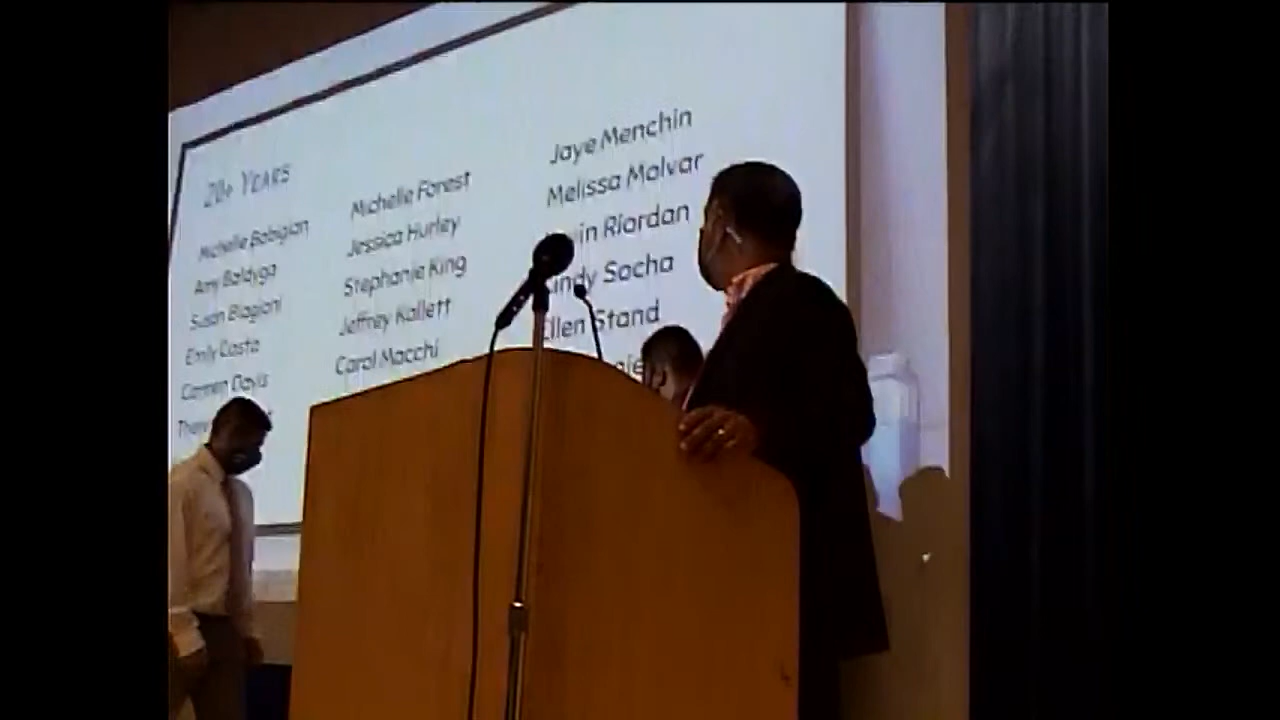 20+ YEARS
Michelle Babigian
Amy Baldyga
Susan Biagioni
Emily Costa
Carmen Davis
Michelle Forest
Jessica Hurley
Stephanie King
Jeffrey Kallett
Carol Macchi
Jaye Menchin
Melissa Molvar
Riordan
Socha
Stand